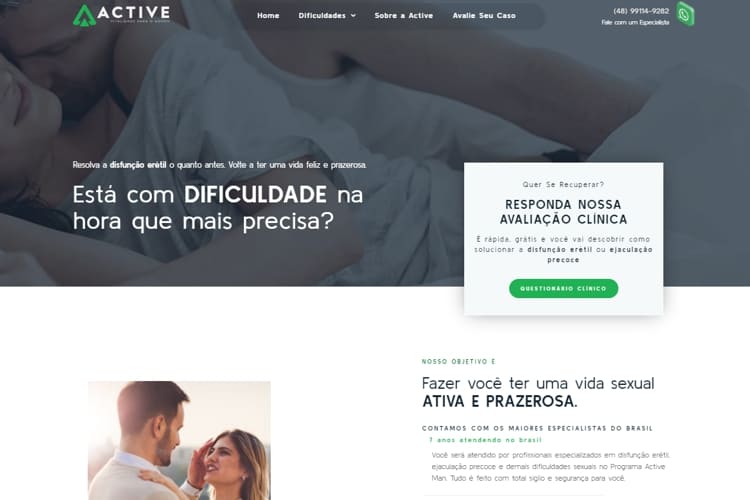 ACTIVE
Home
Dificuldades
Sobre a Active
Avalie Seu Caso
(48) 99114-9282
Fale com um Especialista
Resolva a disfunção erétil o quanto antes. Volte a ter uma vida feliz e prazerosa.
Está com DIFICULDADE na
hora que mais precisa?
Quer Se Recuperar?
RESPONDA NOSSA
AVALIAÇÃO CLÍNICA
É rápida, grátis e você vai descobrir como
solucionar a disfunção erétil ou ejaculação
precoce
QUESTIONÁRIO CLÍNICO
NOSSO OBJETIVO É
Fazer você ter uma vida sexual
ATIVA E PRAZEROSA.
CONTAMOS COM OS MAIORES ESPECIALISTAS DO BRASIL
7 anos atendendo no brasil
Você será atendido por profissionais especializados em disfunção erétil,
ejaculação precoce e demais dificuldades sexuais no Programa Active
Man. Tudo é feito com total sigilo e segurança para você.